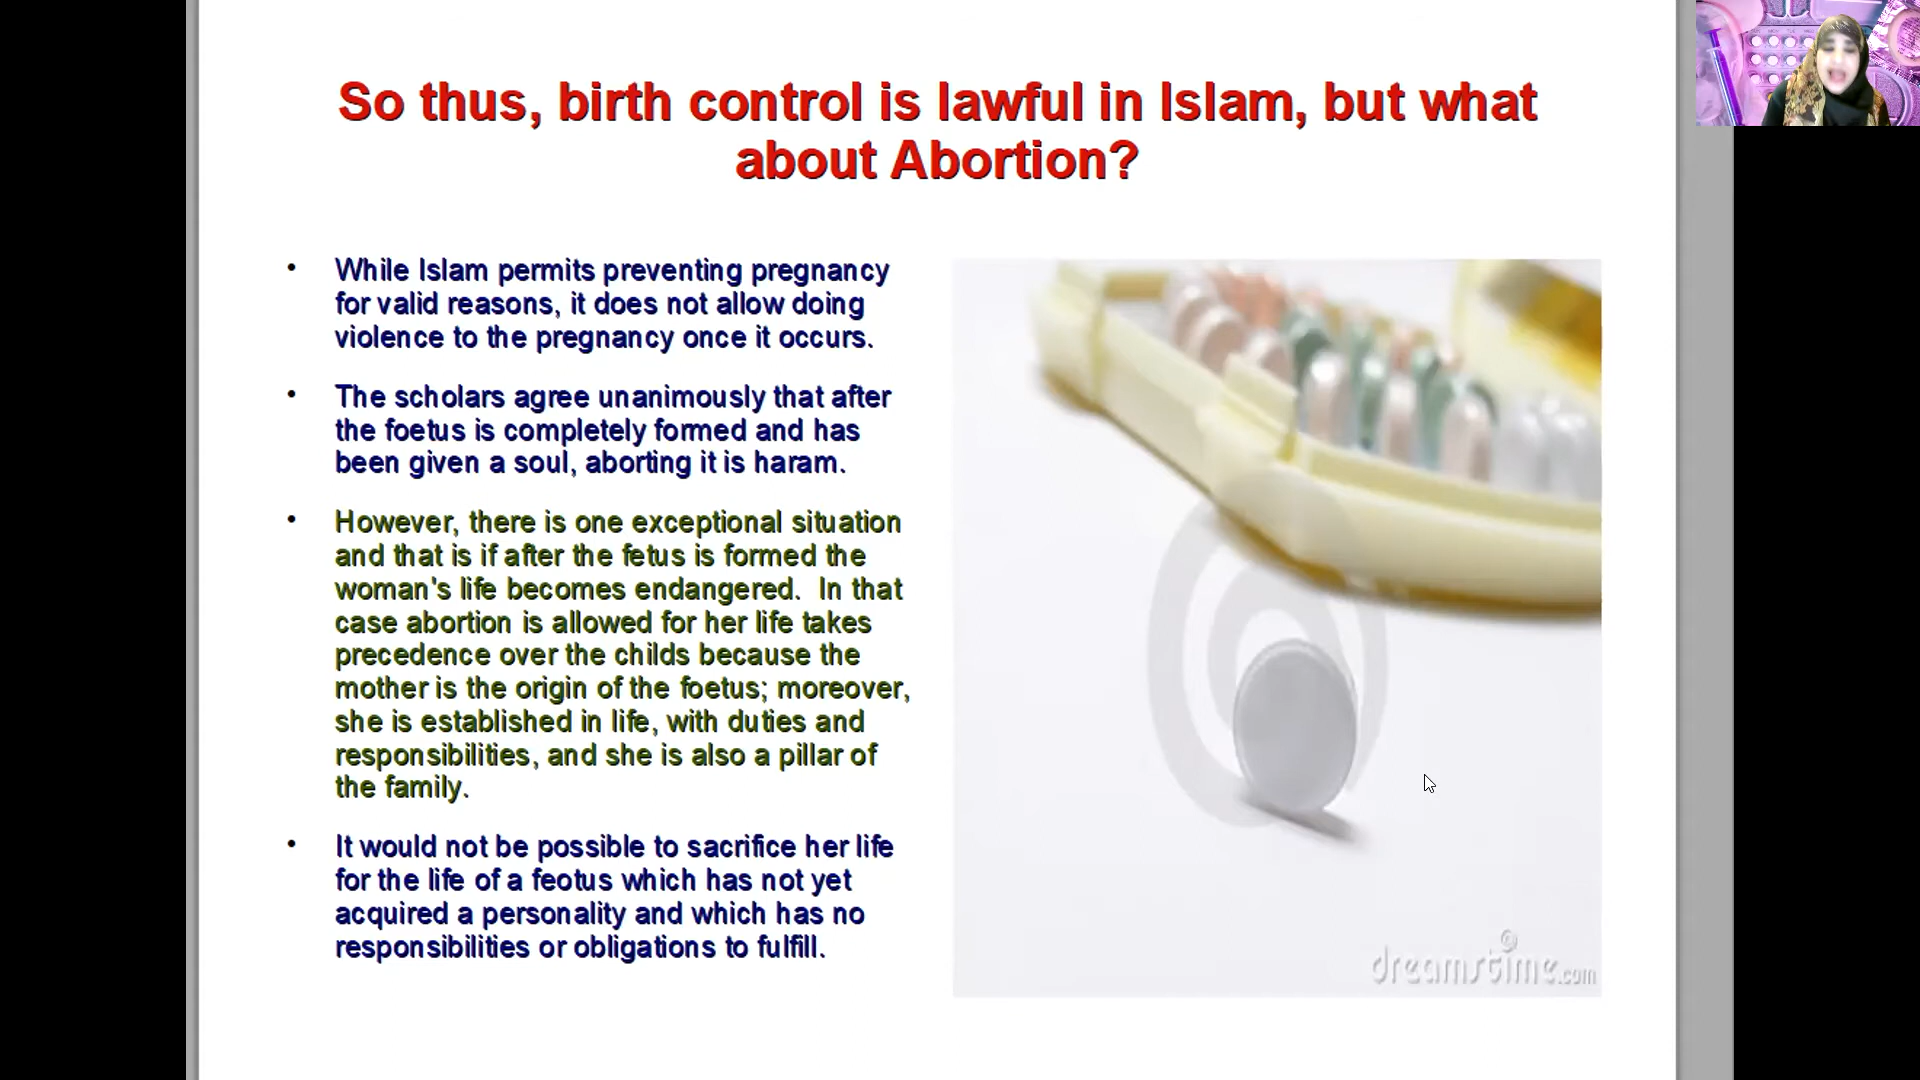 So thus, birth control is lawful in Islam, but what
about Abortion?
• While Islam permits preventing pregnancy
for valid reasons, it does not allow doing
violence to the pregnancy once it occurs.
• The scholars agree unanimously that after
the foetus is completely formed and has
been given a soul, aborting it is haram.
• However, there is one exceptional situation
and that is if after the fetus is formed the
woman's life becomes endangered. In that
case abortion is allowed for her life takes
precedence over the childs because the
mother is the origin of the foetus; moreover,
she is established in life, with duties and
responsibilities, and she is also a pillar of
the family.
• It would not be possible to sacrifice her life
for the life of a feotus which has not yet
acquired a personality and which has no
responsibilities or obligations to fulfill.
dreamstime.com